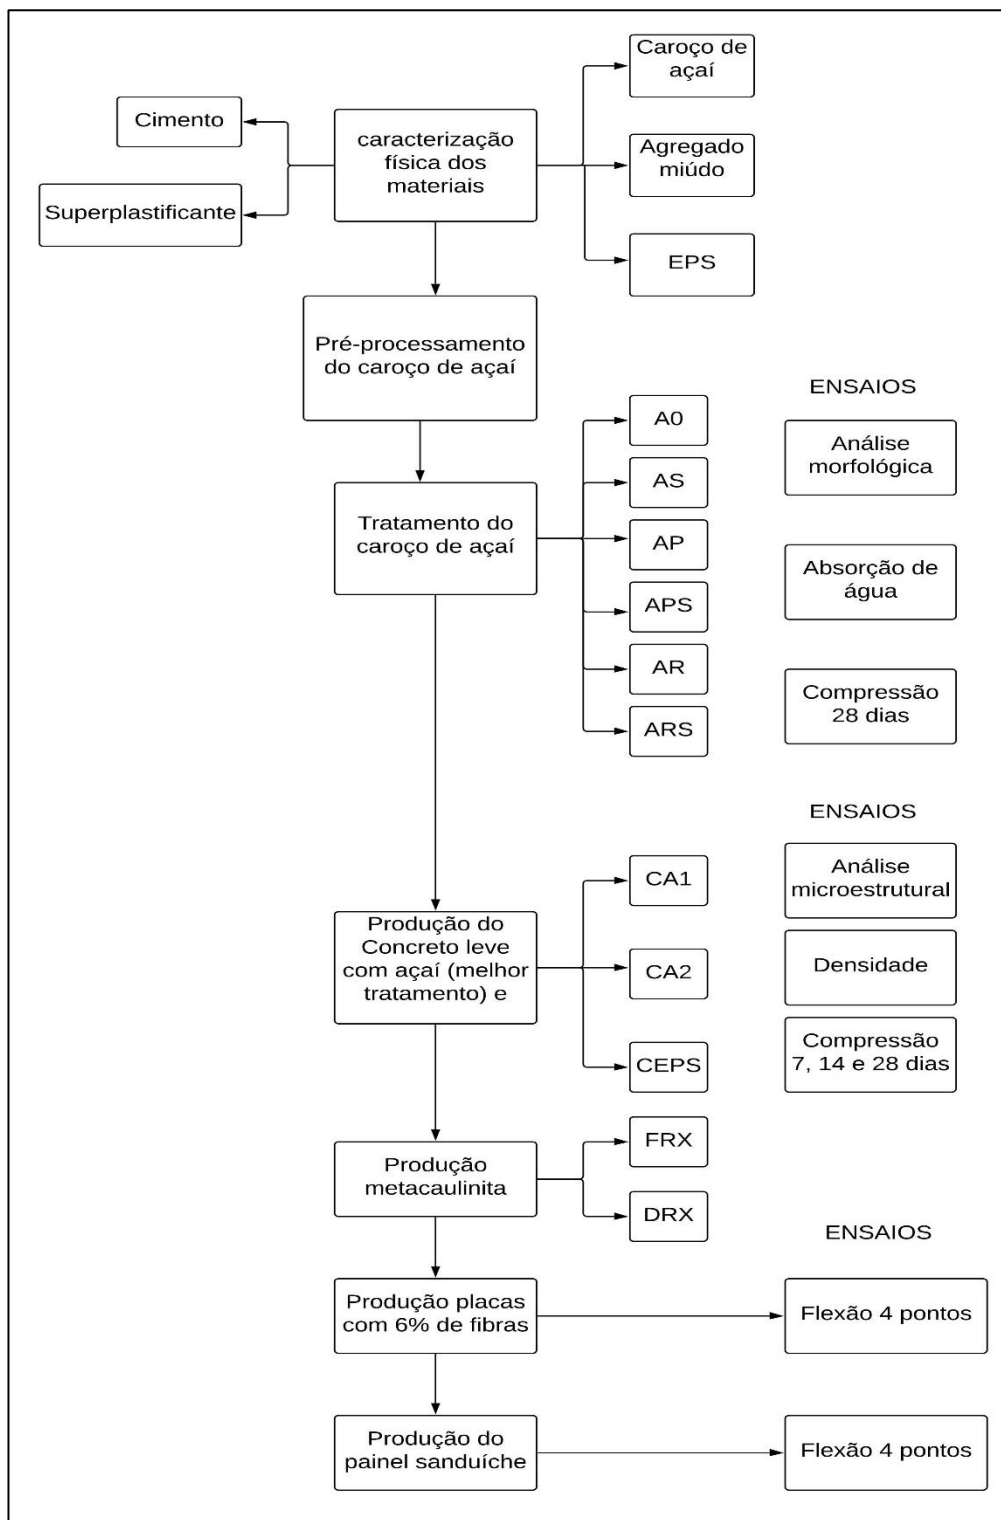 Caroço de
açaí
Cimento
caracterização
física dos
materiais
Agregado
miúdo
Superplastificante
EPS
Pré-processamento
do caroço de açaí
ENSAIOS
A0
Análise
morfológica
AS
Tratamento do
caroço de açaí
AP
Absorção de
água
APS
AR
Compressão
28 dias
ARS
ENSAIOS
CA1
Análise
microestrutural
Produção do
Concreto leve
com açaí (melhor
tratamento) e
CA2
Densidade
CEPS
Compressão
7, 14 e 28 dias
FRX
Produção
metacaulinita
DRX
ENSAIOS
Produção placas
com 6% de fibras
Flexão 4 pontos
Produção do
painel sanduíche
Flexão 4 pontos